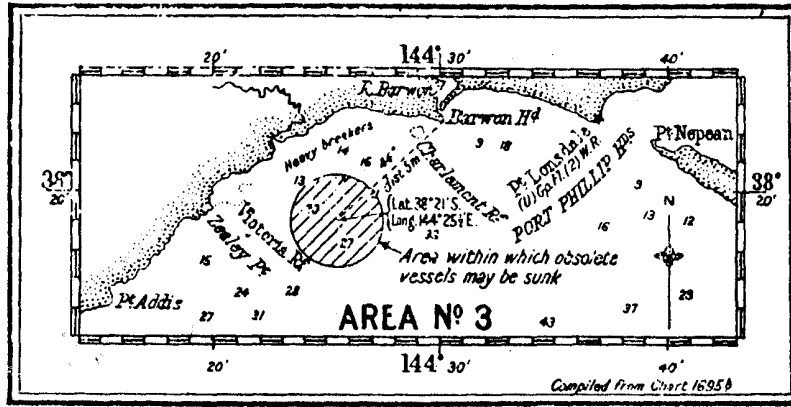 20'
144°
30'
40'
R. Barwon
Barwon Hd
Heavy breakers
14
16
13
9
18
Charlemont Rf.
Pt. Lonsdale
(U) Gp. Fl. (2) W.R.
PORT PHILLIP Hds
Pt. Nepean
38°
20'
38°
20'
Lat. 38° 21' S.
Long. 144° 25½' E.
33
30
27
Victoria Rf.
Zealey Pt.
Area within which obsolete
vessels may be sunk
9
13
12
16
N
15
24
28
27
31
Pt. Addis
AREA No. 3
43
37
29
20'
144°
30'
40'
Compiled from Chart 1695 b